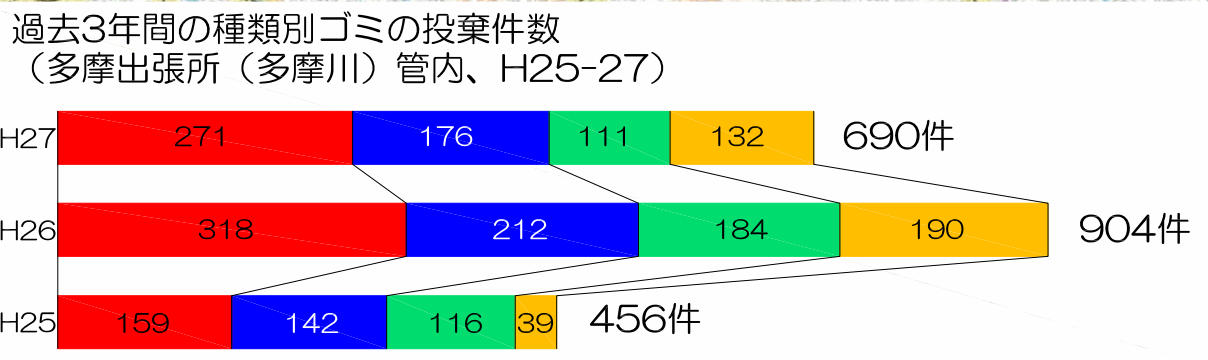 過去3年間の種類別ゴミの投棄件数
（多摩出張所（多摩川）管内、H25-27）
H27 271 176 111 132 690件
H26 318 212 184 190 904件
H25 159 142 116 39 456件